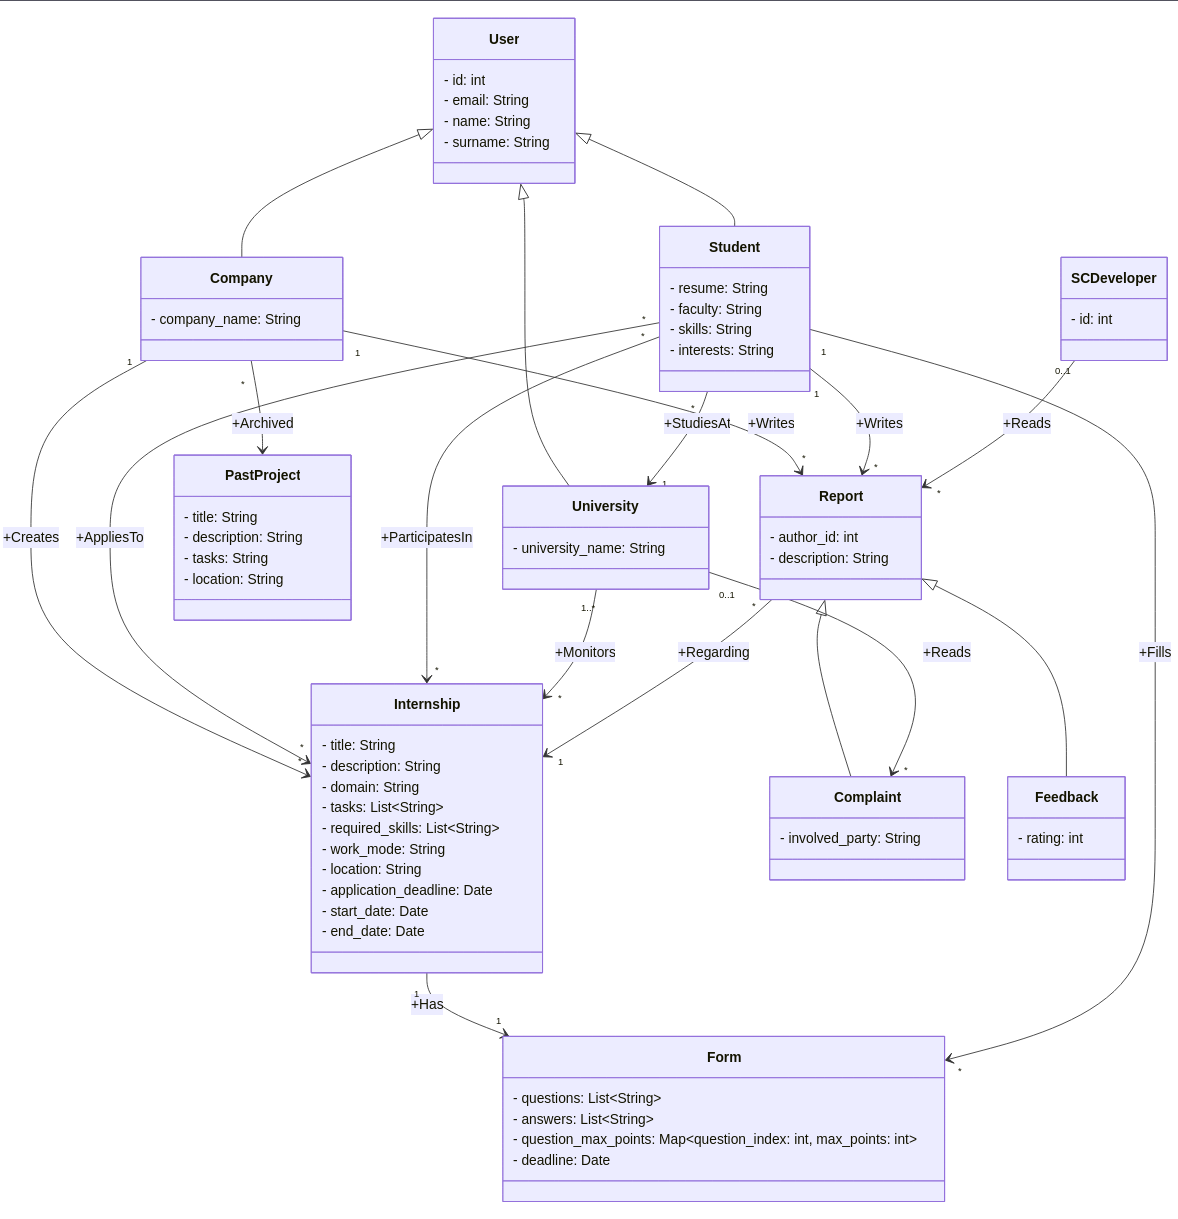 User
- id: int
- email: String
- name: String
- surname: String
Student
- resume: String
- faculty: String
- skills: String
- interests: String
Company
- company_name: String
SCDeveloper
- id: int
*
*
1
1
1
0..1
*
1
*
+Archived
+StudiesAt
+Writes
+Writes
+Reads
*
*
1
*
PastProject
- title: String
- description: String
- tasks: String
- location: String
University
- university_name: String
Report
- author_id: int
- description: String
+Creates
+AppliesTo
+ParticipatesIn
1..*
0..1
*
+Monitors
+Regarding
+Reads
+Fills
*
*
*
*
1
*
Internship
- title: String
- description: String
- domain: String
- tasks: List<String>
- required_skills: List<String>
- work_mode: String
- location: String
- application_deadline: Date
- start_date: Date
- end_date: Date
Complaint
- involved_party: String
Feedback
- rating: int
1
+Has
1
*
Form
- questions: List<String>
- answers: List<String>
- question_max_points: Map<question_index: int, max_points: int>
- deadline: Date